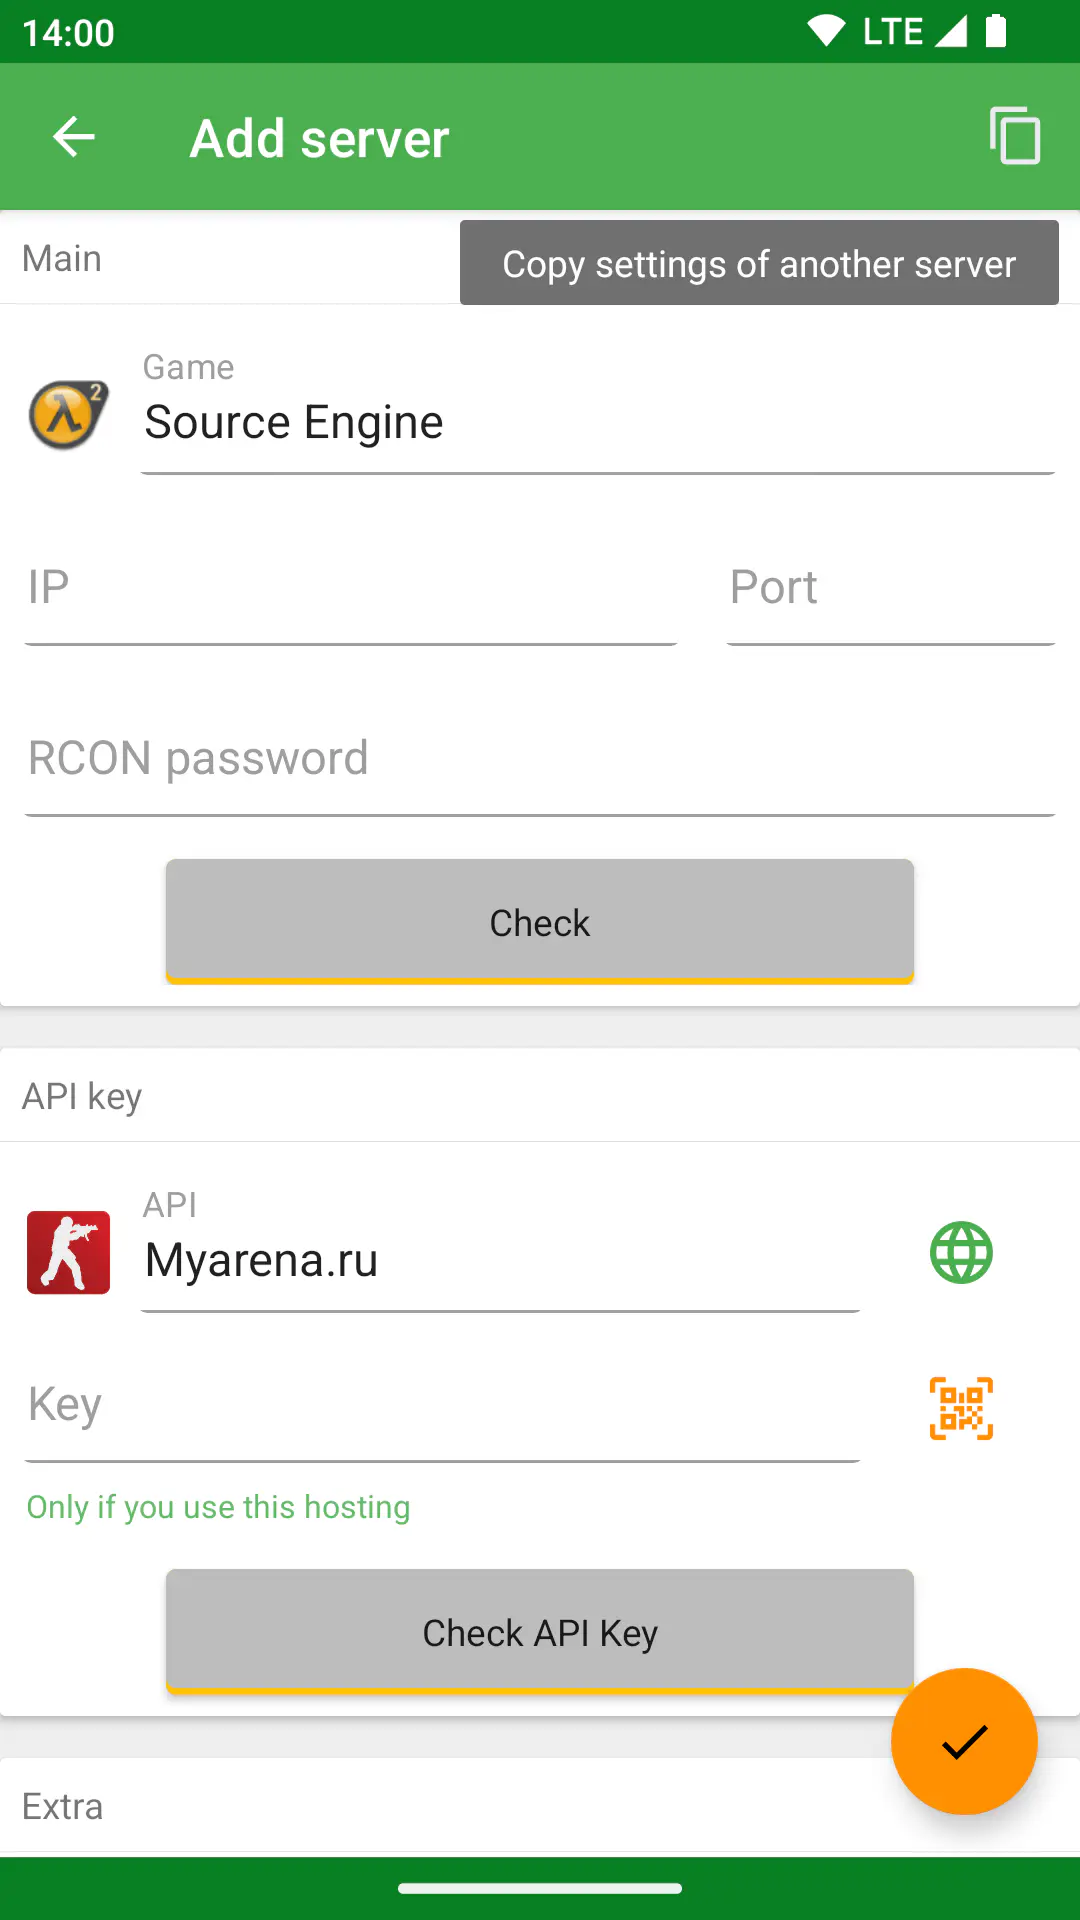 14:00
LTE
Add server
Main
Copy settings of another server
Game
2
Source Engine
IP
Port
RCON password
Check
API key
API
Myarena.ru
Key
Only if you use this hosting
Check API Key
Extra